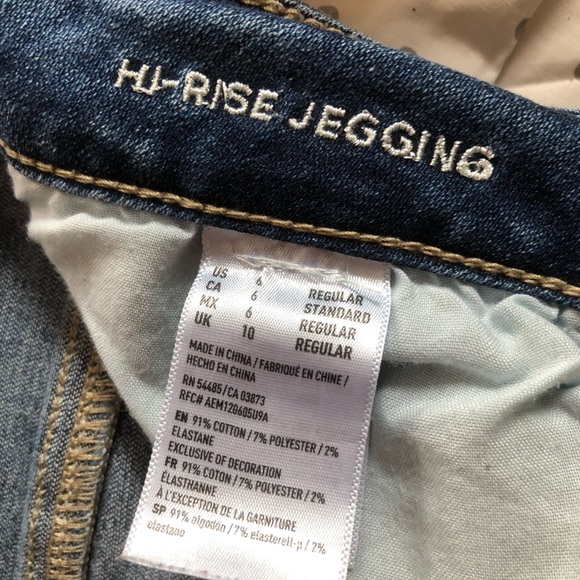 HI-RISE JEGGING
US 6 REGULAR
CA 6 STANDARD
MX 6 REGULAR
UK 10 REGULAR
MADE IN CHINA / FABRIQUÉ EN CHINE /
HECHO EN CHINA
RN 54485/CA 03873
RFC# AEM120605U9A
EN 91% COTTON / 7% POLYESTER / 2%
ELASTANE
EXCLUSIVE OF DECORATION
FR 91% COTON / 7% POLYESTER / 2%
ÉLASTHANNE
À L'EXCEPTION DE LA GARNITURE
SP 91% algodón / 7% elasterell-p / 2%
elastano